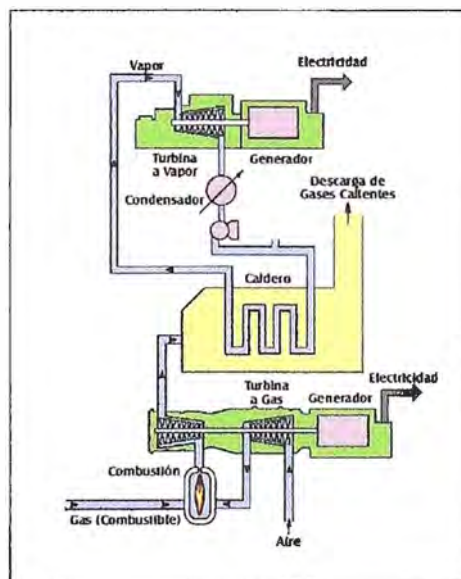 Vapor
Electricidad
Turbina
a Vapor
Generador
Condensador
Descarga de
Gases Calientes
Caldero
Turbina
a Gas
Generador
Electricidad
Combustión
Gas (Combustible)
Aire